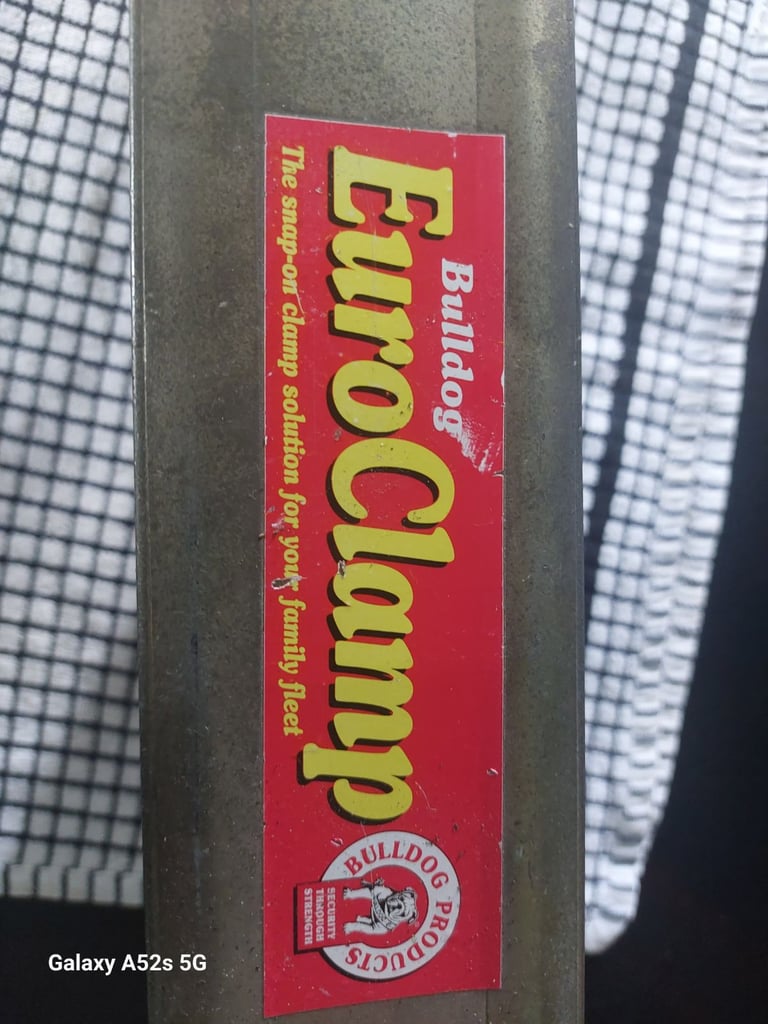 Bulldog
EuroClamp
The snap-on clamp solution for your family fleet
BULLDOG PRODUCTS
SECURITY
THROUGH
STRENGTH
Galaxy A52s 5G